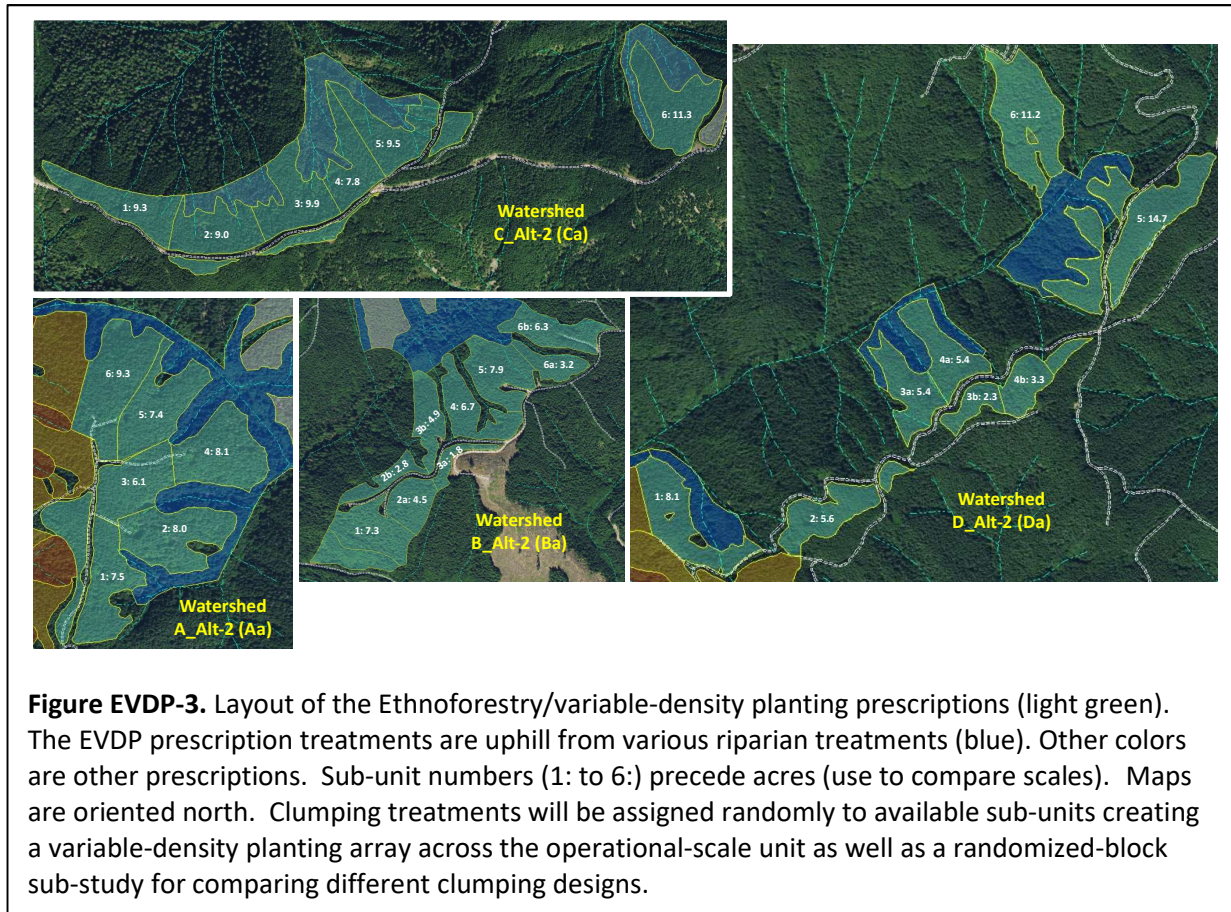 6: 11.3
5: 9.5
4: 7.8
3: 9.9
1: 9.3
2: 9.0
Watershed
C_Alt-2 (Ca)
6: 11.2
5: 14.7
4a: 5.4
3a: 5.4
4b: 3.3
3b: 2.3
1: 8.1
2: 5.6
Watershed
D_Alt-2 (Da)
6: 9.3
5: 7.4
4: 8.1
3: 6.1
2: 8.0
1: 7.5
Watershed
A_Alt-2 (Aa)
6b: 6.3
6a: 3.2
5: 7.9
4: 6.7
3b: 4.9
3a: 1.8
2b: 2.8
2a: 4.5
1: 7.3
Watershed
B_Alt-2 (Ba)
Figure EVDP-3. Layout of the Ethnoforestry/variable-density planting prescriptions (light green).
The EVDP prescription treatments are uphill from various riparian treatments (blue). Other colors
are other prescriptions. Sub-unit numbers (1: to 6:) precede acres (use to compare scales). Maps
are oriented north. Clumping treatments will be assigned randomly to available sub-units creating
a variable-density planting array across the operational-scale unit as well as a randomized-block
sub-study for comparing different clumping designs.